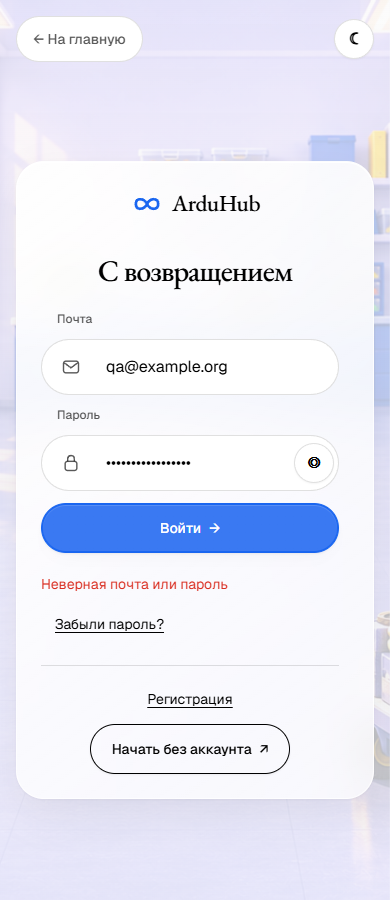 ← На главную
ArduHub
С возвращением
Почта
qa@example.org
Пароль
•••••••••••••••••
Войти →
Неверная почта или пароль
Забыли пароль?
Регистрация
Начать без аккаунта ↗